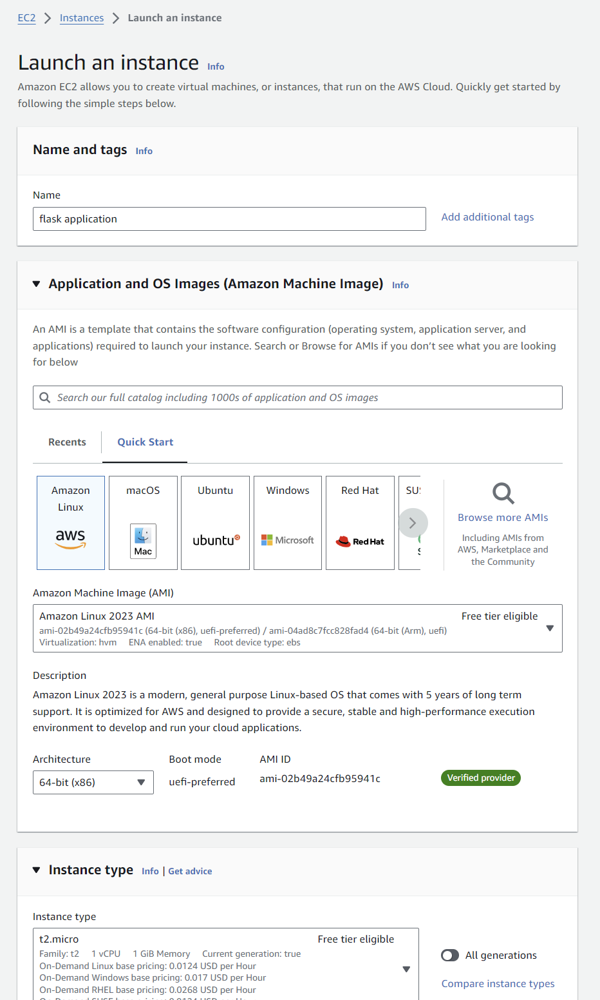 EC2 > Instances > Launch an instance
Launch an instance Info
Amazon EC2 allows you to create virtual machines, or instances, that run on the AWS Cloud. Quickly get started by
following the simple steps below.
Name and tags Info
Name
flask application
Add additional tags
Application and OS Images (Amazon Machine Image) Info
An AMI is a template that contains the software configuration (operating system, application server, and
applications) required to launch your instance. Search or Browse for AMIs if you don’t see what you are looking
for below
Search our full catalog including 1000s of application and OS images
Recents
Quick Start
Amazon
Linux
aws
macOS
Mac
Ubuntu
ubuntu
Windows
Microsoft
Red Hat
Red Hat
Browse more AMIs
Including AMIs from
AWS, Marketplace and
the Community
Amazon Machine Image (AMI)
Amazon Linux 2023 AMI Free tier eligible
ami-02b49a24cfb95941c (64-bit (x86), uefi-preferred) / ami-04ad8c7fcc828fad4 (64-bit (Arm), uefi)
Virtualization: hvm ENA enabled: true Root device type: ebs
Description
Amazon Linux 2023 is a modern, general purpose Linux-based OS that comes with 5 years of long term
support. It is optimized for AWS and designed to provide a secure, stable and high-performance execution
environment to develop and run your cloud applications.
Architecture Boot mode AMI ID
64-bit (x86) uefi-preferred ami-02b49a24cfb95941c Verified provider
Instance type Info | Get advice
Instance type
t2.micro Free tier eligible
Family: t2 1 vCPU 1 GiB Memory Current generation: true
On-Demand Linux base pricing: 0.0124 USD per Hour
On-Demand Windows base pricing: 0.017 USD per Hour
On-Demand RHEL base pricing: 0.0268 USD per Hour
All generations
Compare instance types